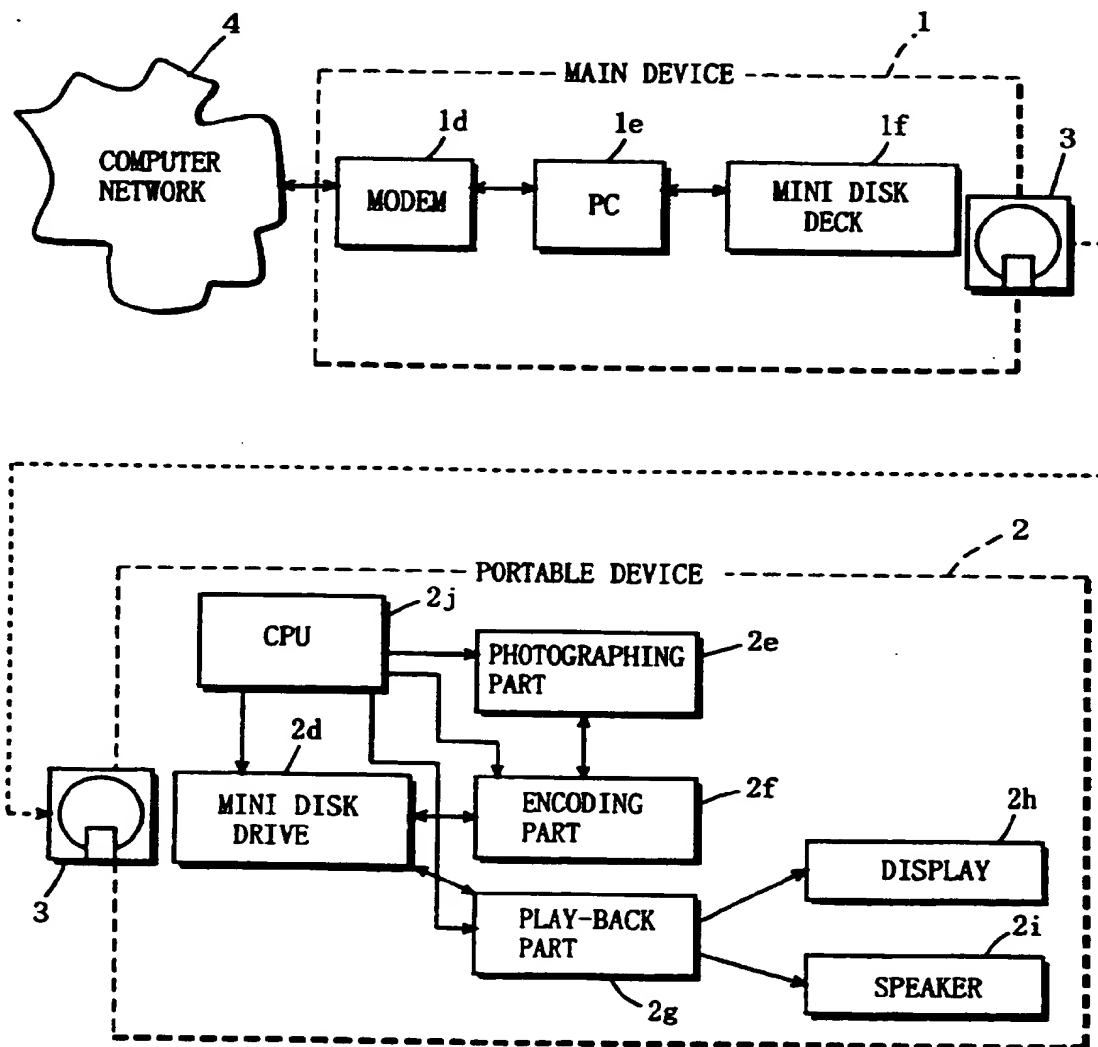 4
1
MAIN DEVICE
1d
1e
1f
3
COMPUTER
NETWORK
MODEM
PC
MINI DISK
DECK
2
PORTABLE DEVICE
2j
CPU
2e
PHOTOGRAPHING
PART
2d
MINI DISK
DRIVE
2f
ENCODING
PART
2h
DISPLAY
3
PLAY-BACK
PART
2i
SPEAKER
2g